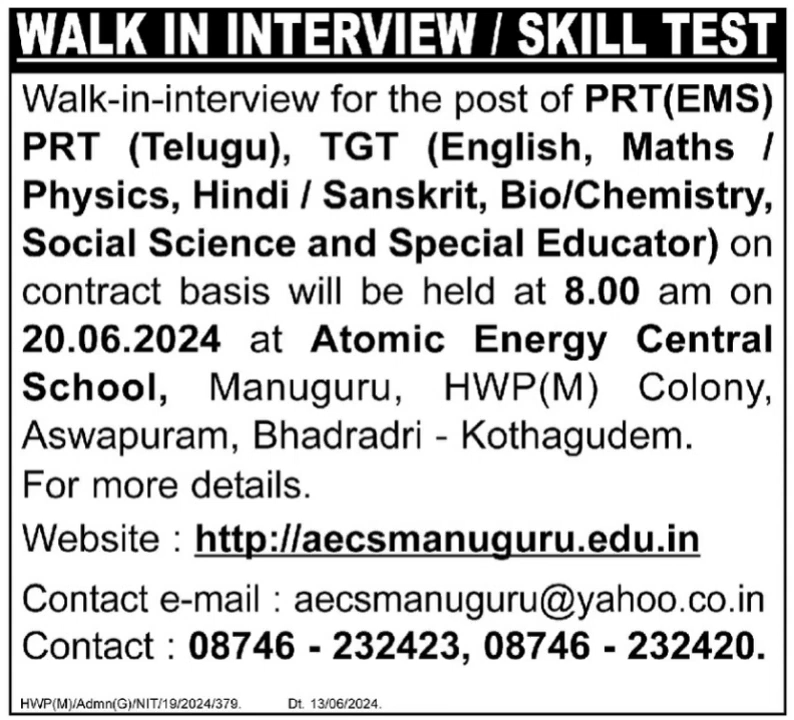 WALK IN INTERVIEW / SKILL TEST
Walk-in-interview for the post of PRT(EMS)
PRT (Telugu), TGT (English, Maths /
Physics, Hindi / Sanskrit, Bio/Chemistry,
Social Science and Special Educator) on
contract basis will be held at 8.00 am on
20.06.2024 at Atomic Energy Central
School, Manuguru, HWP(M) Colony,
Aswapuram, Bhadradri - Kothagudem.
For more details.
Website : http://aecsmanuguru.edu.in
Contact e-mail : aecsmanuguru@yahoo.co.in
Contact : 08746 - 232423, 08746 - 232420.
HWP(M)/Admn(G)/NIT/19/2024/379. Dt. 13/06/2024.